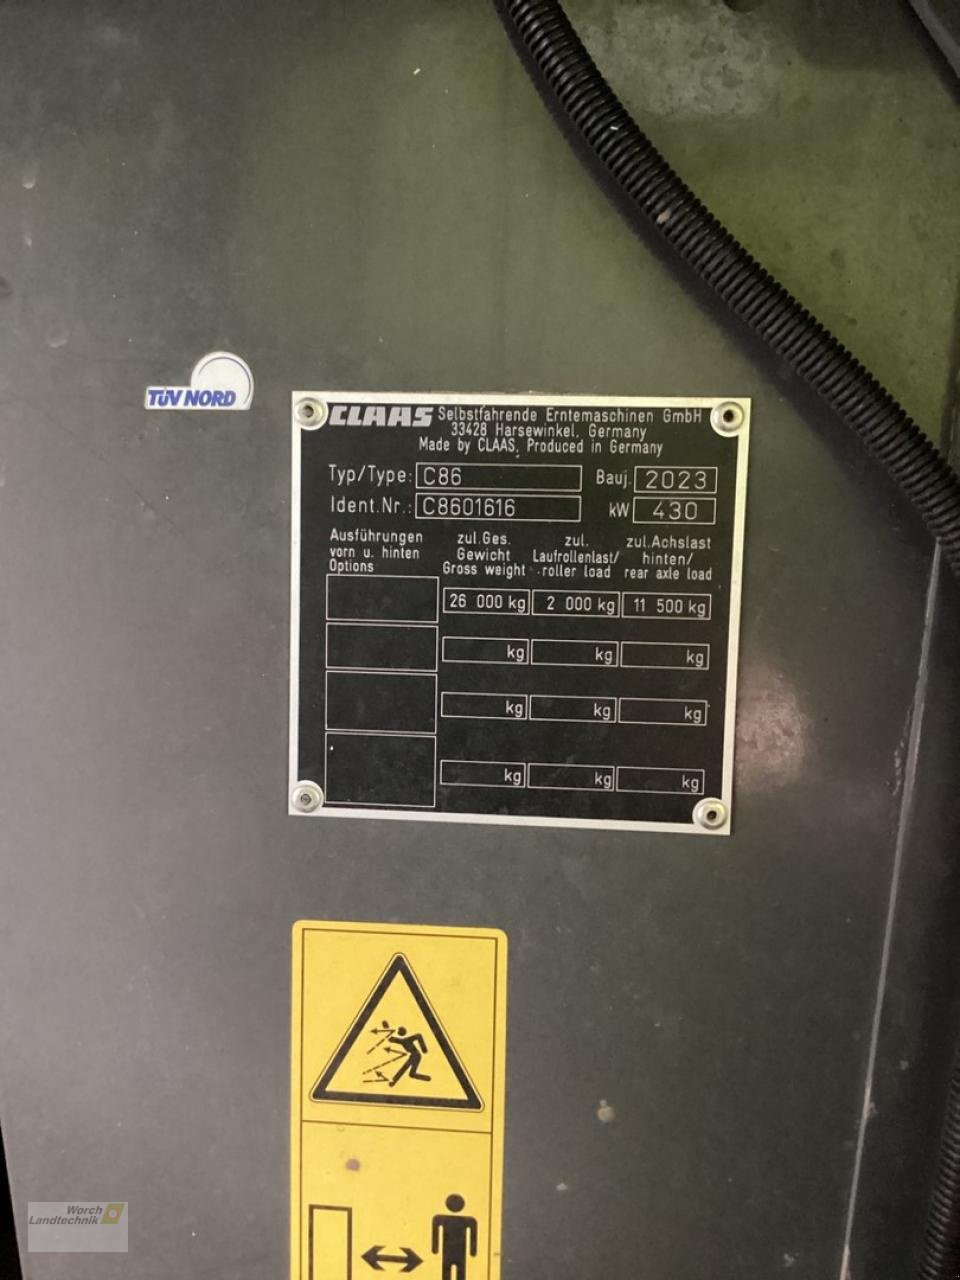 TÜV NORD
CLAAS Selbstfahrende Erntemaschinen GmbH
33428 Harsewinkel, Germany
Made by CLAAS, Produced in Germany
Typ/Type: C86 Bauj. 2023
Ident.Nr.: C8601616 kW 430
Ausführungen vorn u. hinten Options
zul.Ges. Gewicht Gross weight
zul. Laufrollenlast/ roller load
zul.Achslast hinten/ rear axle load
26 000 kg 2 000 kg 11 500 kg
kg kg kg
kg kg kg
kg kg kg
Worch
Landtechnik